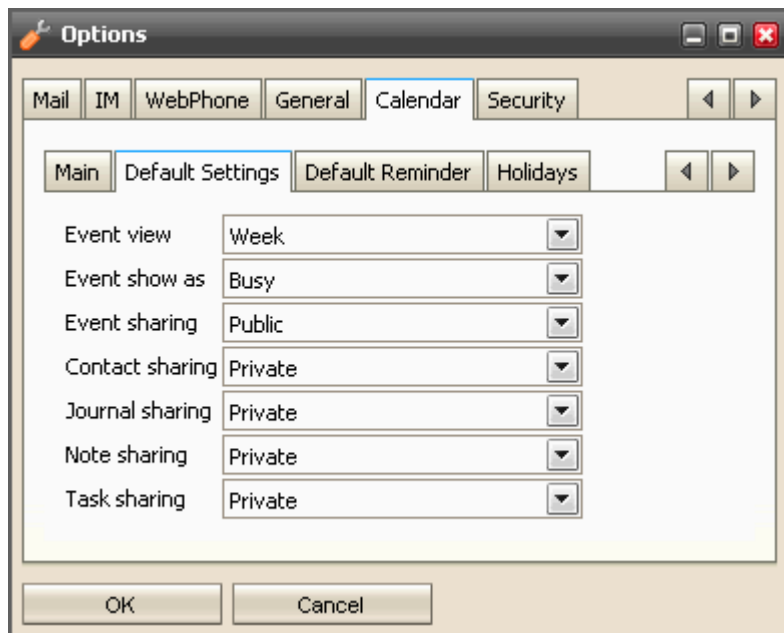 Options
Mail IM WebPhone General Calendar Security
Main Default Settings Default Reminder Holidays
Event view Week
Event show as Busy
Event sharing Public
Contact sharing Private
Journal sharing Private
Note sharing Private
Task sharing Private
OK Cancel